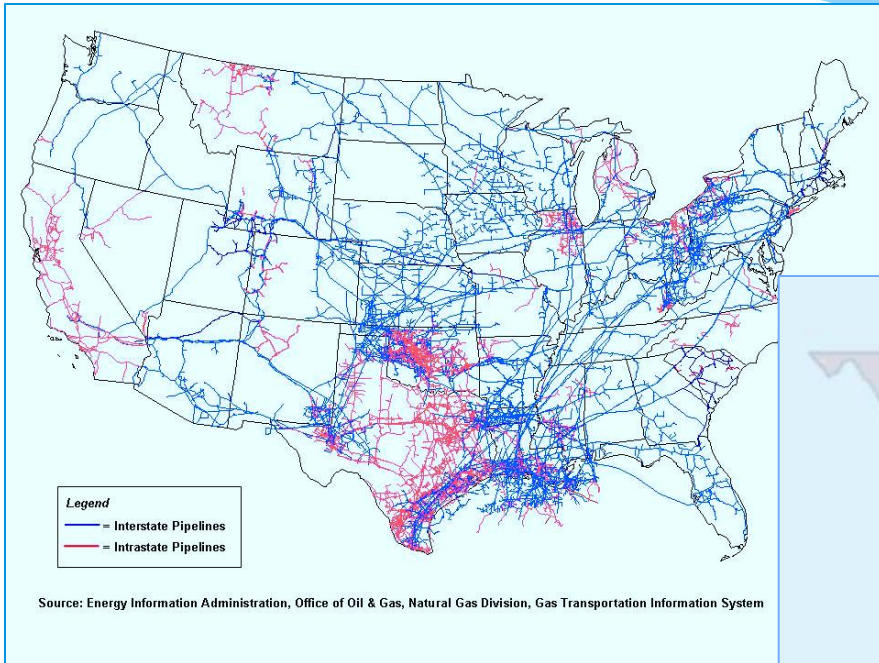 Legend
= Interstate Pipelines
= Intrastate Pipelines
Source: Energy Information Administration, Office of Oil & Gas, Natural Gas Division, Gas Transportation Information System